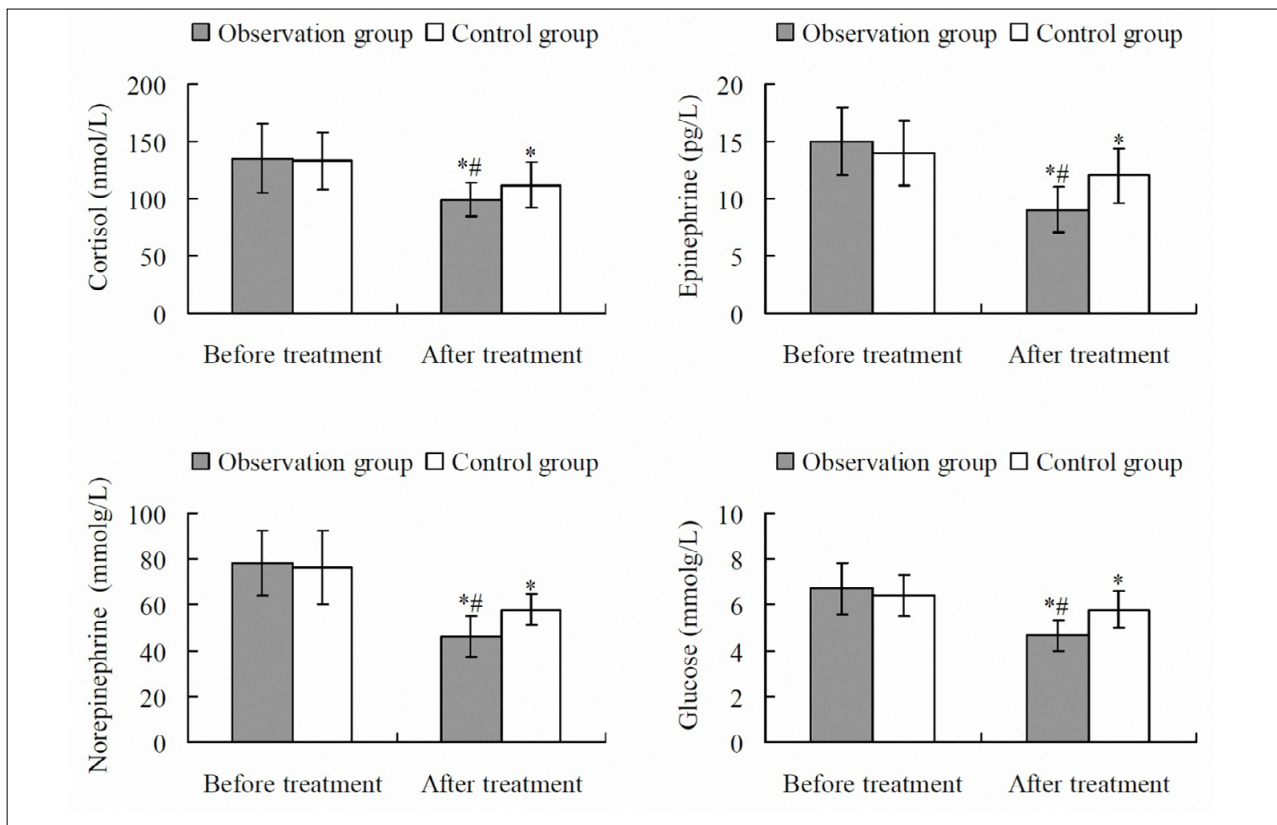 Observation group Control group
Cortisol (nmol/L)
200
150
100
50
0
*#
*
Before treatment After treatment
Observation group Control group
Epinephrine (pg/L)
20
15
10
5
0
*#
*
Before treatment After treatment
Observation group Control group
Norepinephrine (mmolg/L)
100
80
60
40
20
0
*#
*
Before treatment After treatment
Observation group Control group
Glucose (mmolg/L)
10
8
6
4
2
0
*#
*
Before treatment After treatment